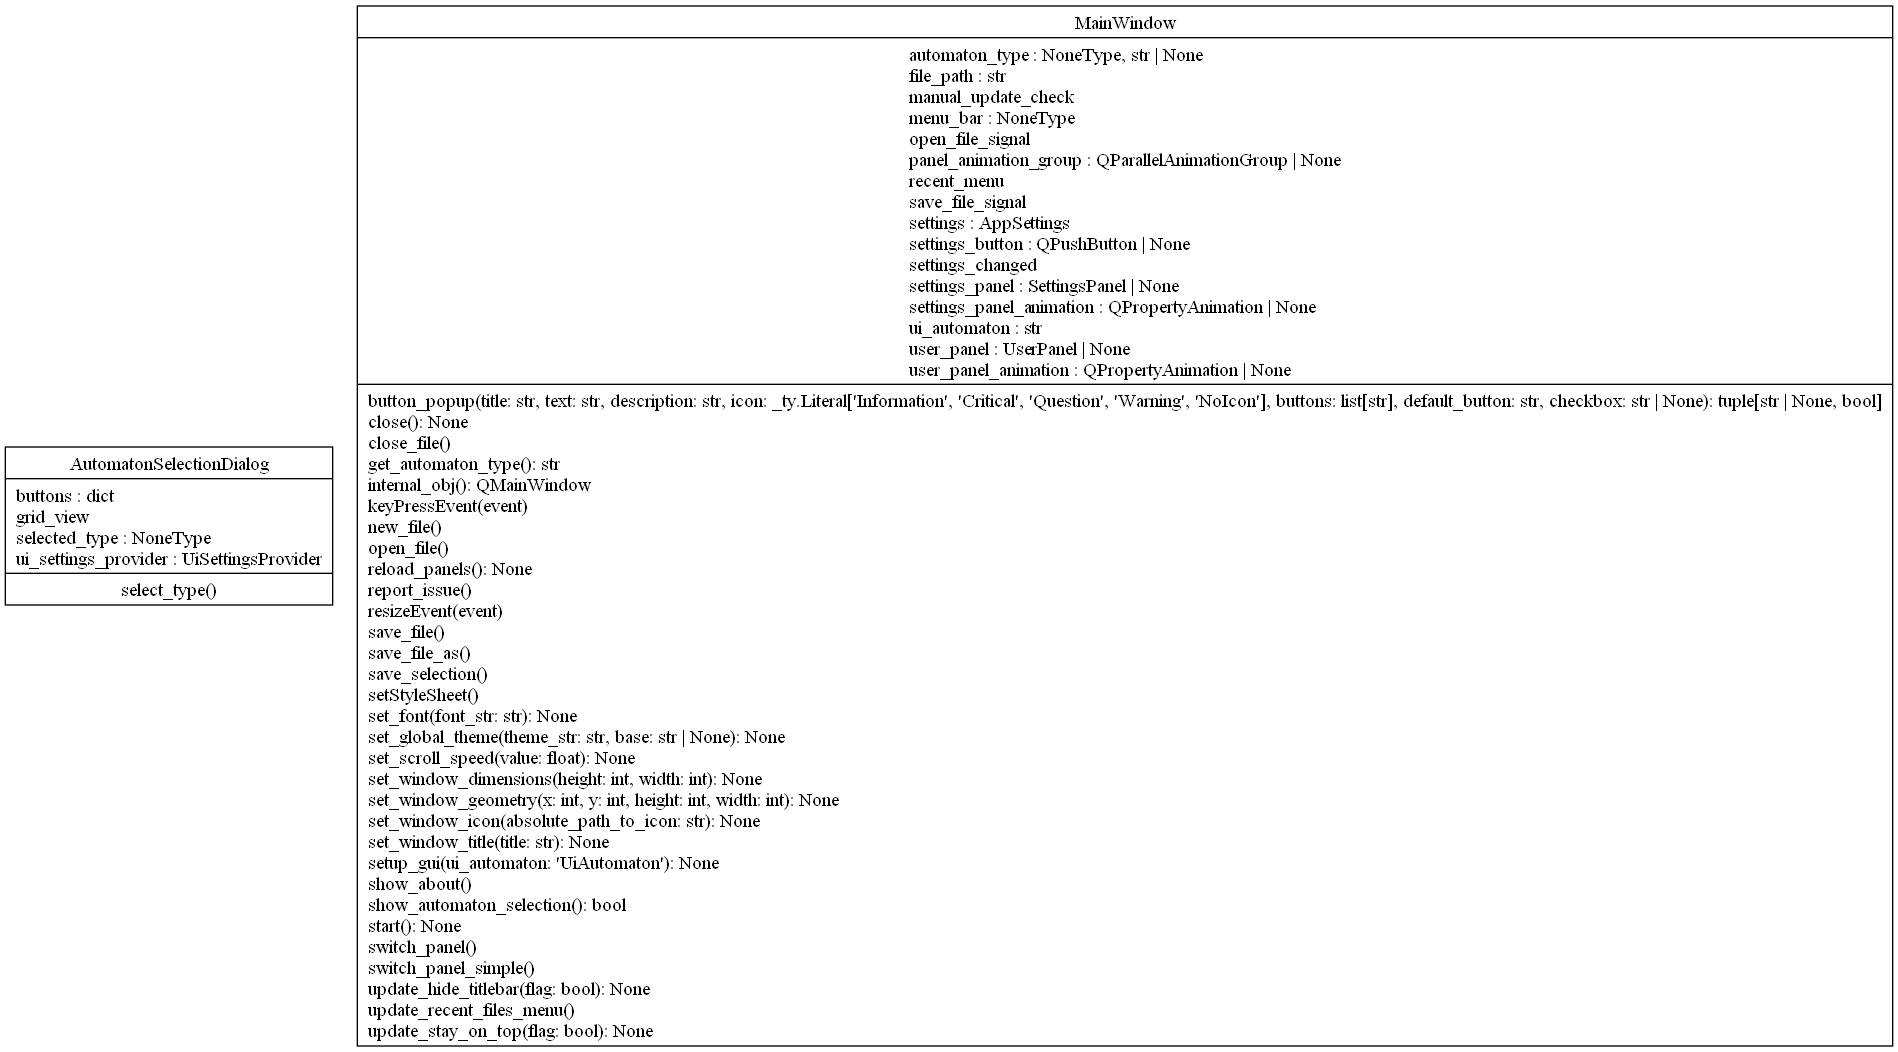 MainWindow
automaton_type : NoneType, str | None
file_path : str
manual_update_check
menu_bar : NoneType
open_file_signal
panel_animation_group : QParallelAnimationGroup | None
recent_menu
save_file_signal
settings : AppSettings
settings_button : QPushButton | None
settings_changed
settings_panel : SettingsPanel | None
settings_panel_animation : QPropertyAnimation | None
ui_automaton : str
user_panel : UserPanel | None
user_panel_animation : QPropertyAnimation | None
button_popup(title: str, text: str, description: str, icon: _ty.Literal['Information', 'Critical', 'Question', 'Warning', 'NoIcon'], buttons: list[str], default_button: str, checkbox: str | None): tuple[str | None, bool]
close(): None
close_file()
get_automaton_type(): str
internal_obj(): QMainWindow
keyPressEvent(event)
new_file()
open_file()
reload_panels(): None
report_issue()
resizeEvent(event)
save_file()
save_file_as()
save_selection()
setStyleSheet()
set_font(font_str: str): None
set_global_theme(theme_str: str, base: str | None): None
set_scroll_speed(value: float): None
set_window_dimensions(height: int, width: int): None
set_window_geometry(x: int, y: int, height: int, width: int): None
set_window_icon(absolute_path_to_icon: str): None
set_window_title(title: str): None
setup_gui(ui_automaton: 'UiAutomaton'): None
show_about()
show_automaton_selection(): bool
start(): None
switch_panel()
switch_panel_simple()
update_hide_titlebar(flag: bool): None
update_recent_files_menu()
update_stay_on_top(flag: bool): None
AutomatonSelectionDialog
buttons : dict
grid_view
selected_type : NoneType
ui_settings_provider : UiSettingsProvider
select_type()